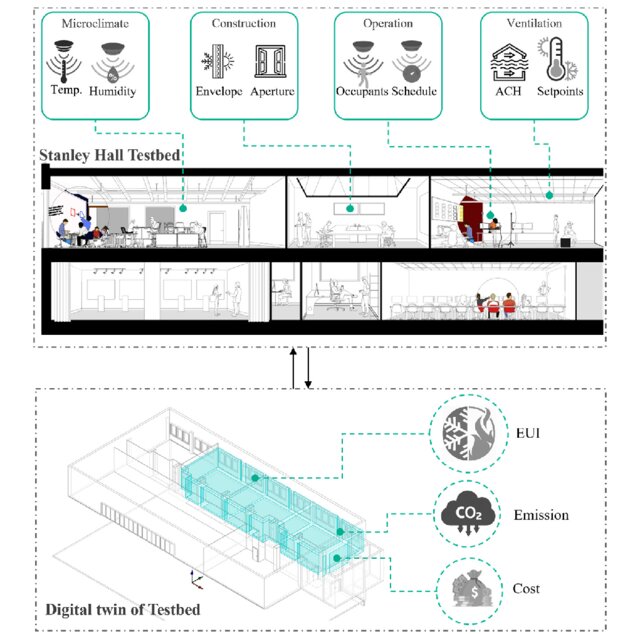 Microclimate
Construction
Operation
Ventilation
Temp. Humidity
Envelope Aperture
Occupants Schedule
ACH Setpoints
Stanley Hall Testbed
EUI
CO₂
Emission
$
Cost
Digital twin of Testbed